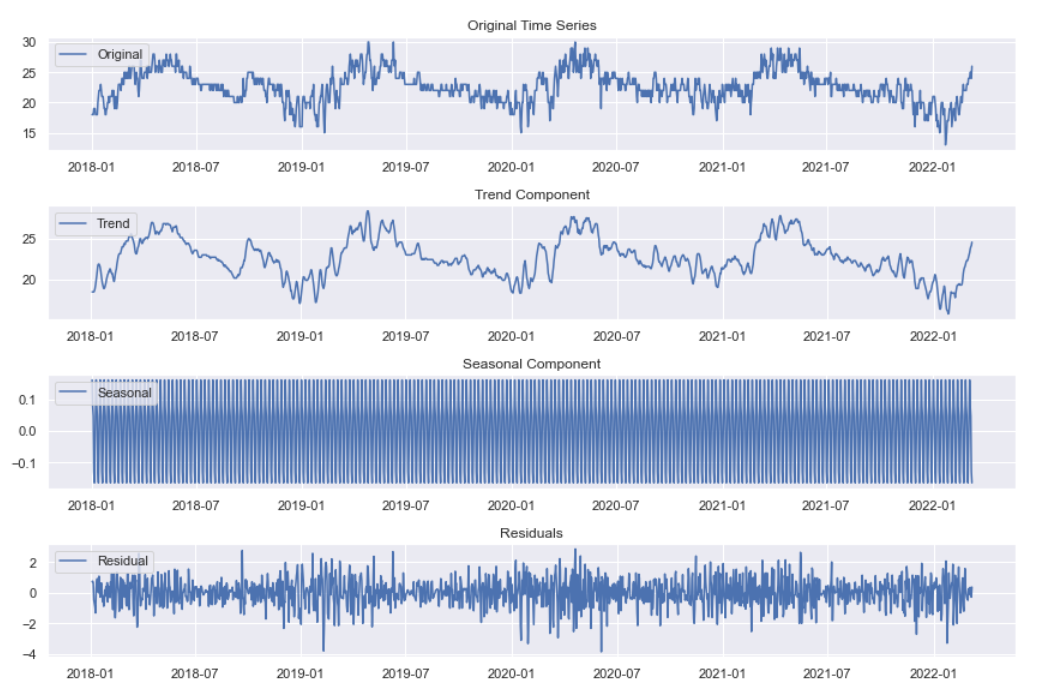 Original Time Series
30
25
20
15
Original
2018-01 2018-07 2019-01 2019-07 2020-01 2020-07 2021-01 2021-07 2022-01
Trend Component
25
20
Trend
2018-01 2018-07 2019-01 2019-07 2020-01 2020-07 2021-01 2021-07 2022-01
Seasonal Component
0.1
0.0
−0.1
Seasonal
2018-01 2018-07 2019-01 2019-07 2020-01 2020-07 2021-01 2021-07 2022-01
Residuals
2
0
−2
−4
Residual
2018-01 2018-07 2019-01 2019-07 2020-01 2020-07 2021-01 2021-07 2022-01